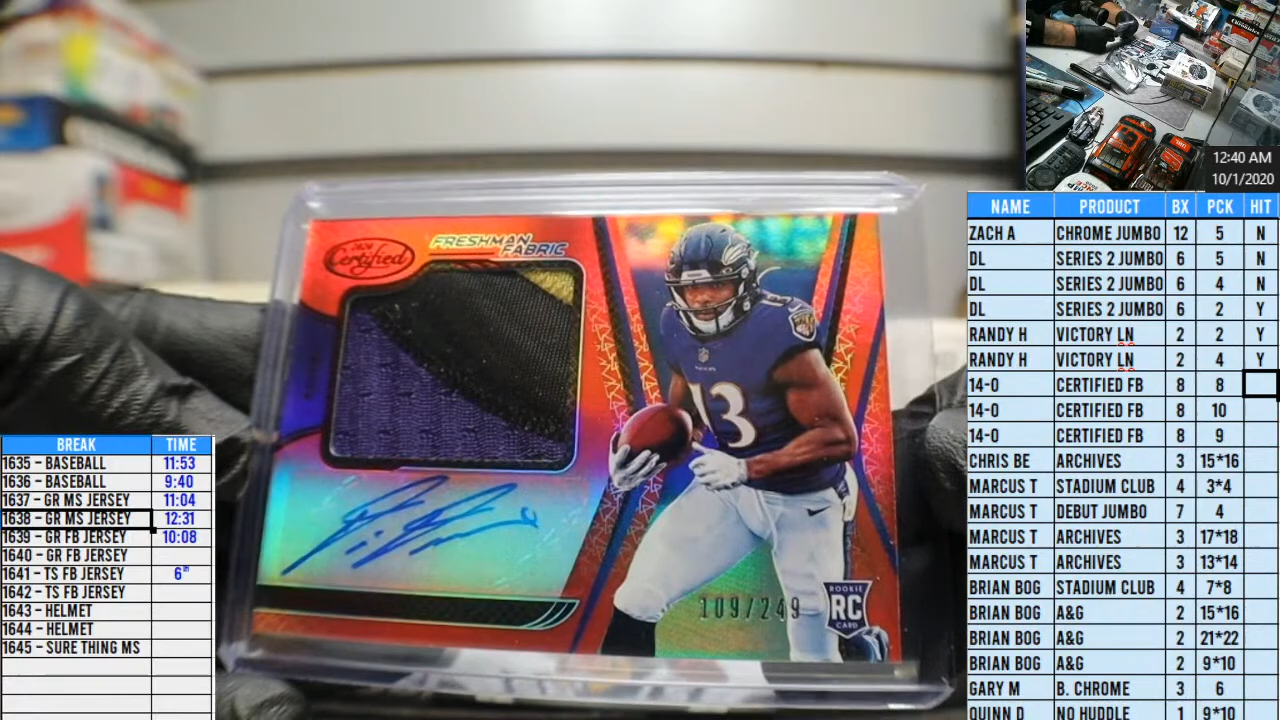 12:40 AM
10/1/2020
NAME PRODUCT BX PCK HIT
ZACH A CHROME JUMBO 12 5 N
DL SERIES 2 JUMBO 6 5 N
DL SERIES 2 JUMBO 6 4 N
DL SERIES 2 JUMBO 6 2 Y
RANDY H VICTORY LN 2 2 Y
RANDY H VICTORY LN 2 4 Y
14-0 CERTIFIED FB 8 8
14-0 CERTIFIED FB 8 10
14-0 CERTIFIED FB 8 9
CHRIS BE ARCHIVES 3 15*16
MARCUS T STADIUM CLUB 4 3*4
MARCUS T DEBUT JUMBO 7 4
MARCUS T ARCHIVES 3 17*18
MARCUS T ARCHIVES 3 13*14
BRIAN BOG STADIUM CLUB 4 7*8
BRIAN BOG A&G 2 15*16
BRIAN BOG A&G 2 21*22
BRIAN BOG A&G 2 9*10
GARY M B. CHROME 3 6
QUINN D NO HUDDLE 1 9*10
2020
Certified
FRESHMAN
FABRIC
13
109/249
ROOKIE
RC
CARD
BREAK TIME
1635 - BASEBALL 11:53
1636 - BASEBALL 9:40
1637 - GR MS JERSEY 11:04
1638 - GR MS JERSEY 12:31
1639 - GR FB JERSEY 10:08
1640 - GR FB JERSEY
1641 - TS FB JERSEY 6th
1642 - TS FB JERSEY
1643 - HELMET
1644 - HELMET
1645 - SURE THING MS